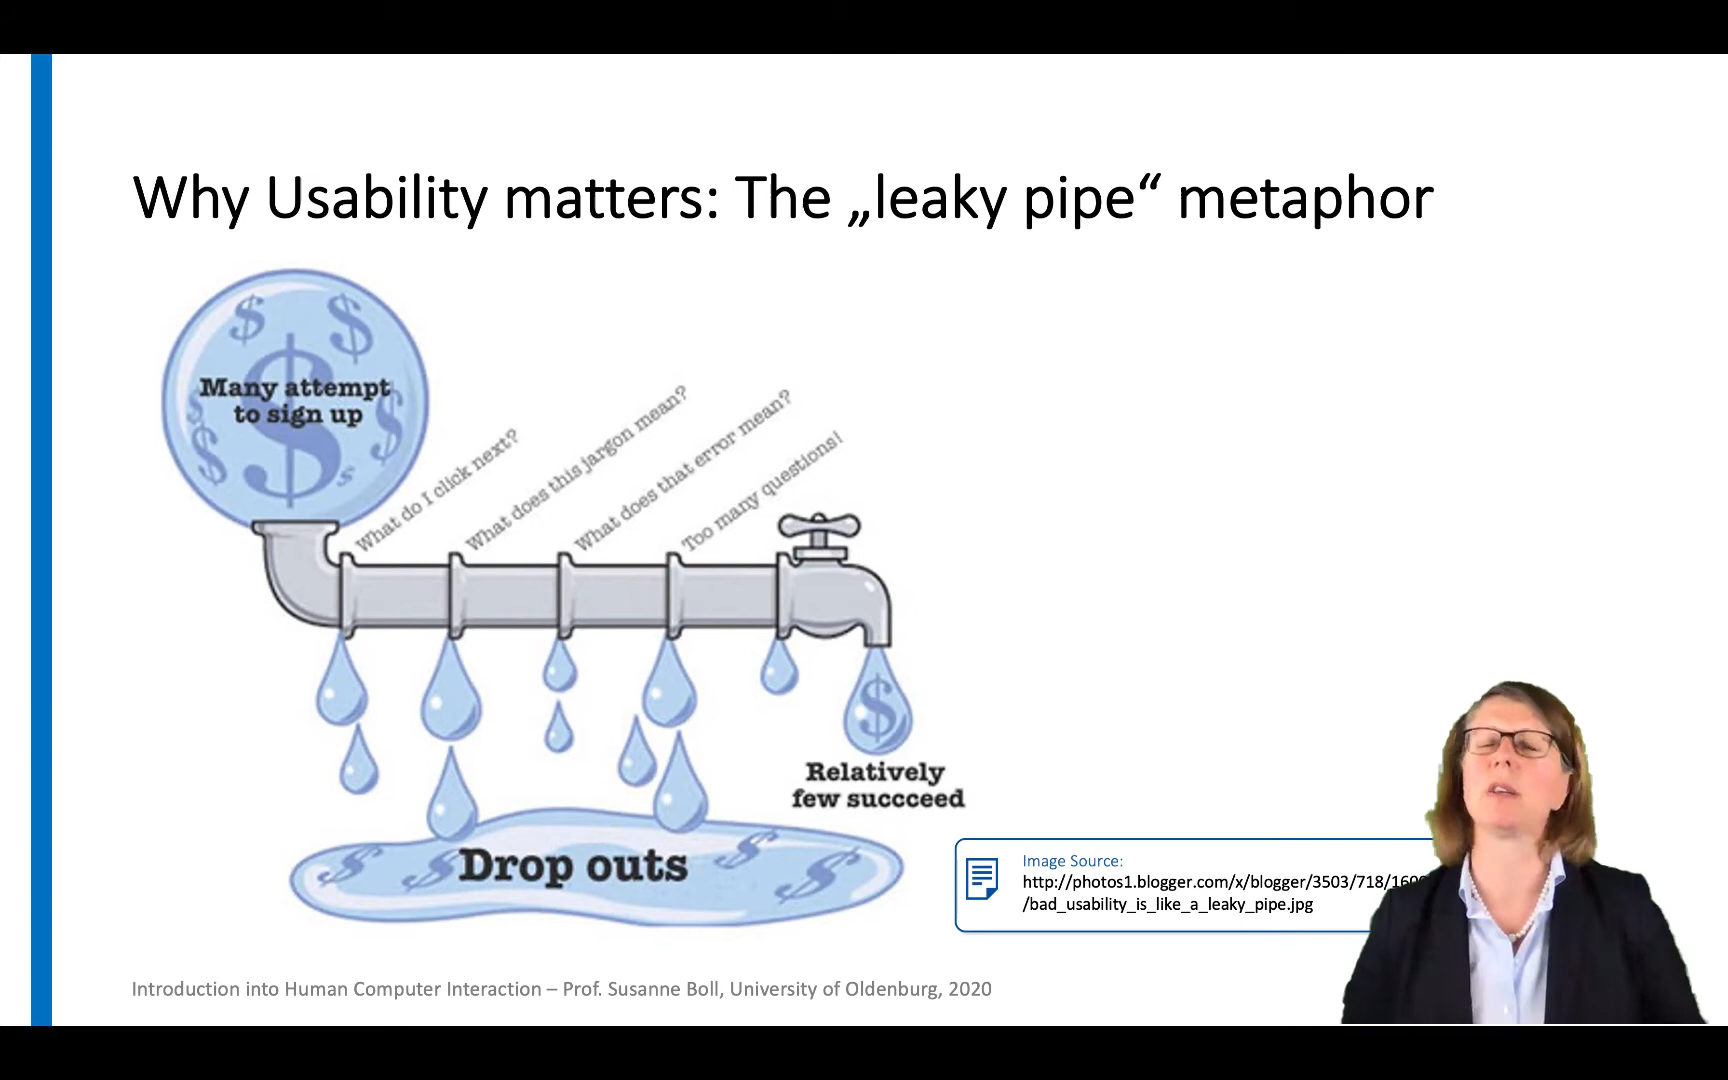 Why Usability matters: The „leaky pipe“ metaphor
$ $
$
Many attempt
to sign up
$ $ $ $ $
What do I click next?
What does this jargon mean?
What does that error mean?
Too many questions!
$
Relatively
few succceed
$ $ Drop outs $ $
Image Source:
http://photos1.blogger.com/x/blogger/3503/718/160
/bad_usability_is_like_a_leaky_pipe.jpg
Introduction into Human Computer Interaction – Prof. Susanne Boll, University of Oldenburg, 2020